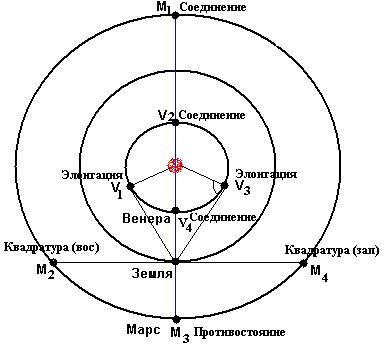 M1 Соединение
V2 Соединение
Элонгация
Элонгация
V1
V3
Венера
V4 Соединение
Квадратура (вос)
Квадратура (зап)
M2
Земля
M4
Марс
M3 Противостояние